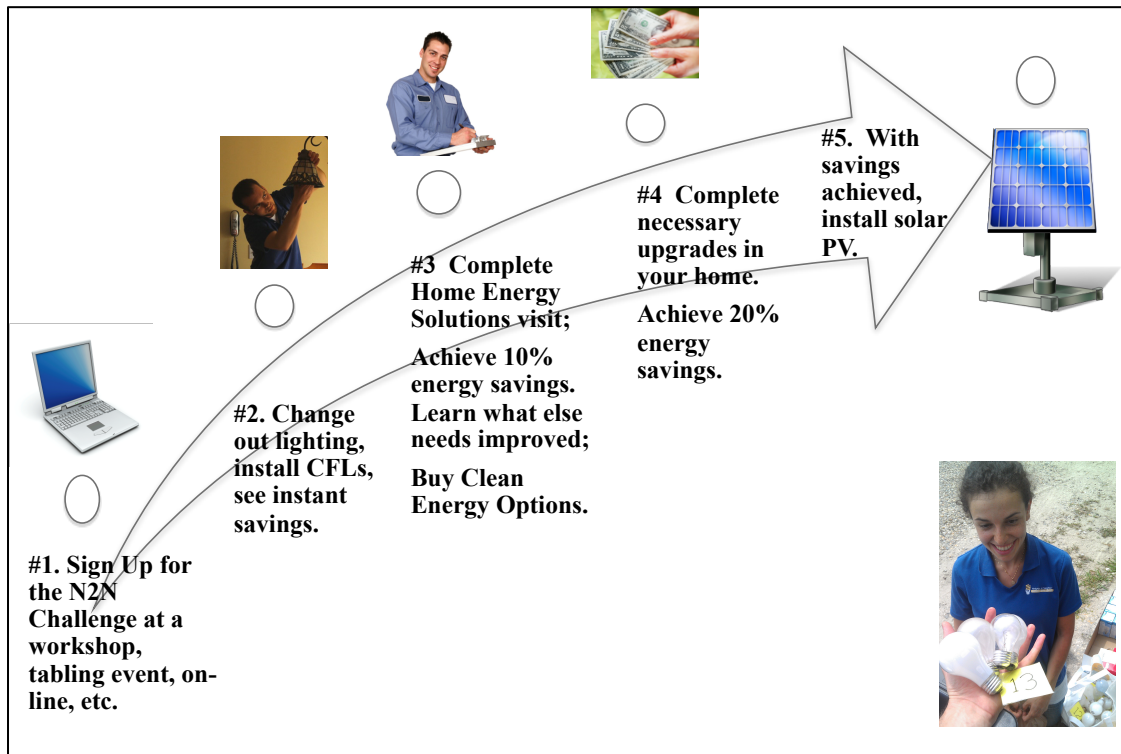 #1. Sign Up for
the N2N
Challenge at a
workshop,
tabling event, on-
line, etc.
#2. Change
out lighting,
install CFLs,
see instant
savings.
#3 Complete
Home Energy
Solutions visit;
Achieve 10%
energy savings.
Learn what else
needs improved;
Buy Clean
Energy Options.
#4 Complete
necessary
upgrades in
your home.
Achieve 20%
energy
savings.
#5. With
savings
achieved,
install solar
PV.
13